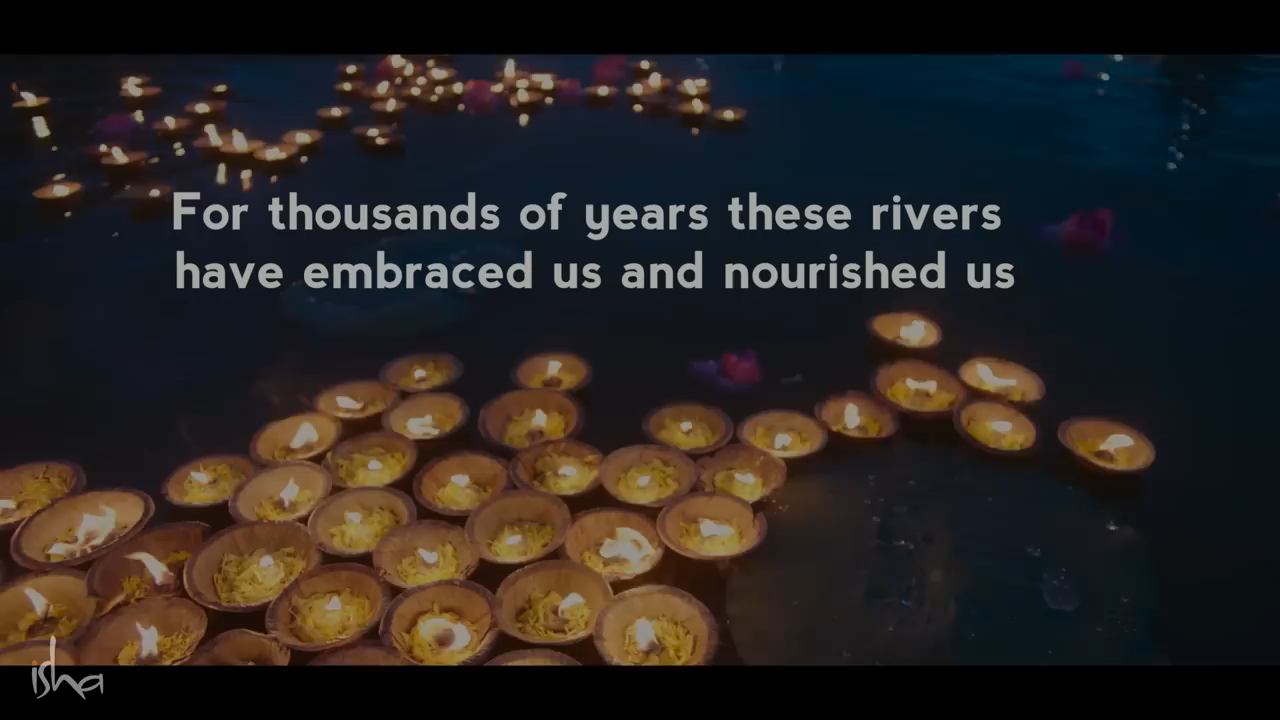 For thousands of years these rivers
have embraced us and nourished us
isha